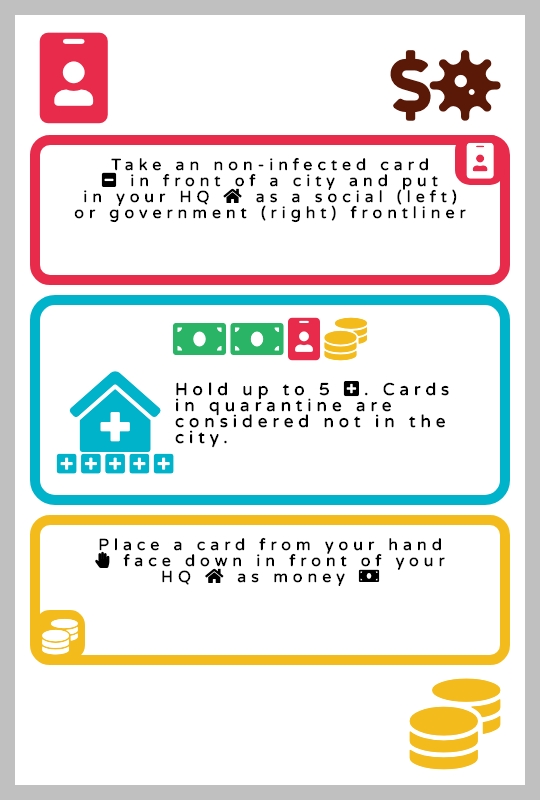 $
Take an non-infected card
in front of a city and put
in your HQ as a social (left)
or government (right) frontliner
Hold up to 5 . Cards
in quarantine are
considered not in the
city.
Place a card from your hand
face down in front of your
HQ as money